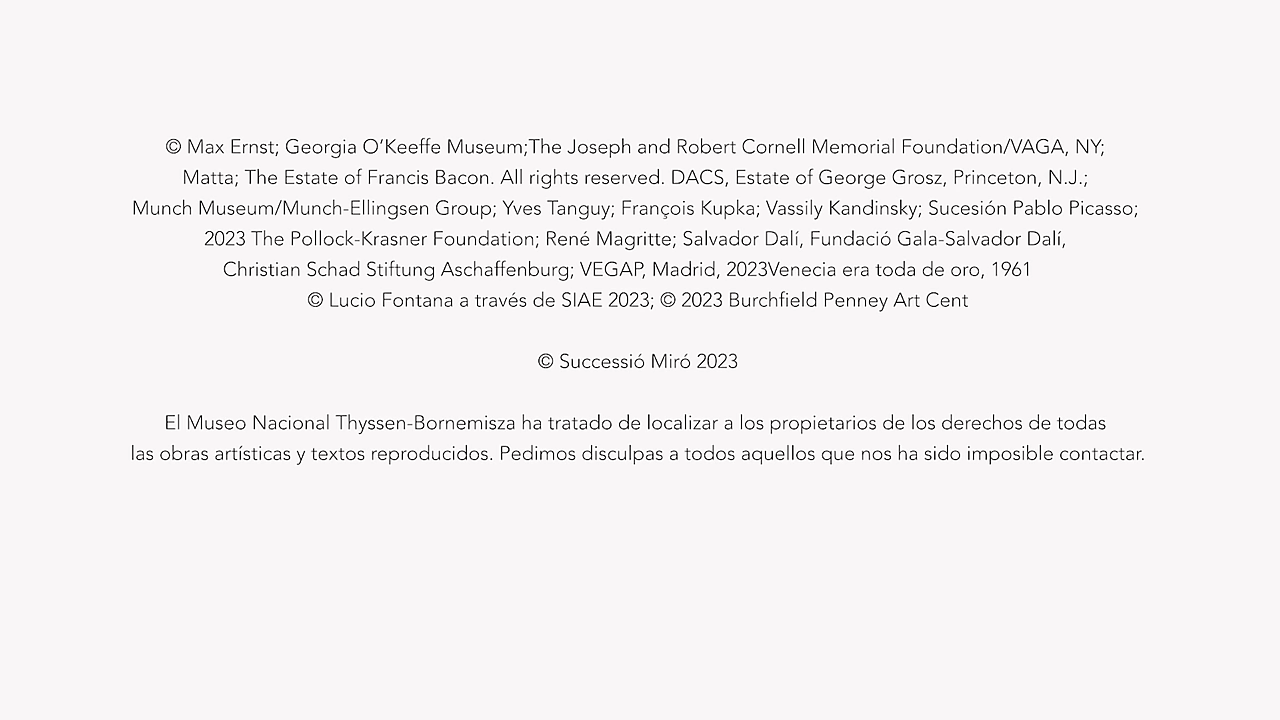 © Max Ernst; Georgia O’Keeffe Museum;The Joseph and Robert Cornell Memorial Foundation/VAGA, NY;
Matta; The Estate of Francis Bacon. All rights reserved. DACS, Estate of George Grosz, Princeton, N.J.;
Munch Museum/Munch-Ellingsen Group; Yves Tanguy; François Kupka; Vassily Kandinsky; Sucesión Pablo Picasso;
2023 The Pollock-Krasner Foundation; René Magritte; Salvador Dalí, Fundació Gala-Salvador Dalí,
Christian Schad Stiftung Aschaffenburg; VEGAP, Madrid, 2023Venecia era toda de oro, 1961
© Lucio Fontana a través de SIAE 2023; © 2023 Burchfield Penney Art Cent
© Successió Miró 2023
El Museo Nacional Thyssen-Bornemisza ha tratado de localizar a los propietarios de los derechos de todas
las obras artísticas y textos reproducidos. Pedimos disculpas a todos aquellos que nos ha sido imposible contactar.